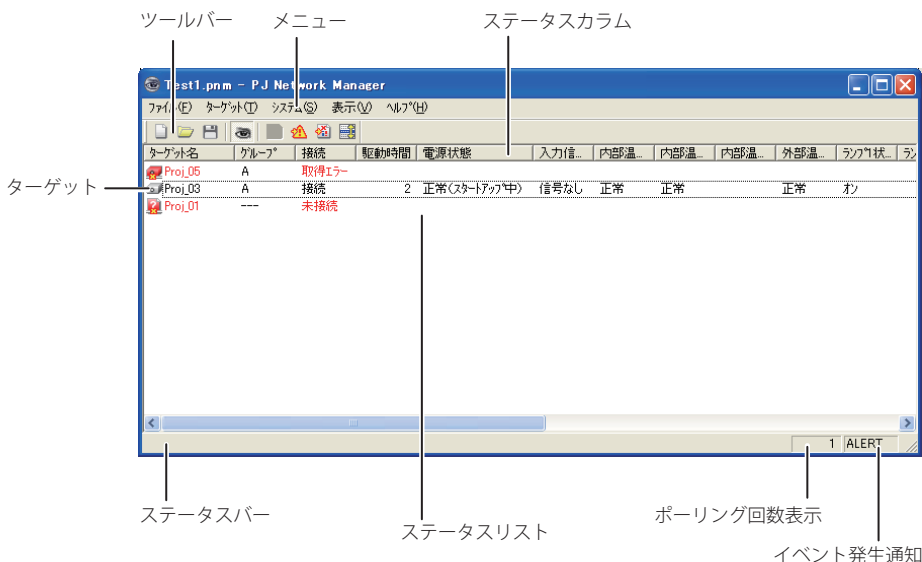 ツールバー メニュー ステータスカラム
Test1.pnm - PJ Network Manager
ファイル(F) ターゲット(T) システム(S) 表示(V) ヘルプ(H)
ターゲット名 グループ 接続 駆動時間 電源状態 入力信... 内部温... 内部温... 内部温... 外部温... ランプ1状... ラン
Proj_05 A 取得エラー
ターゲット
Proj_03 A 接続 2 正常(スタートアップ中) 信号なし 正常 正常 正常 オン
Proj_01 --- 未接続
1 ALERT
ステータスバー ステータスリスト ポーリング回数表示
イベント発生通知